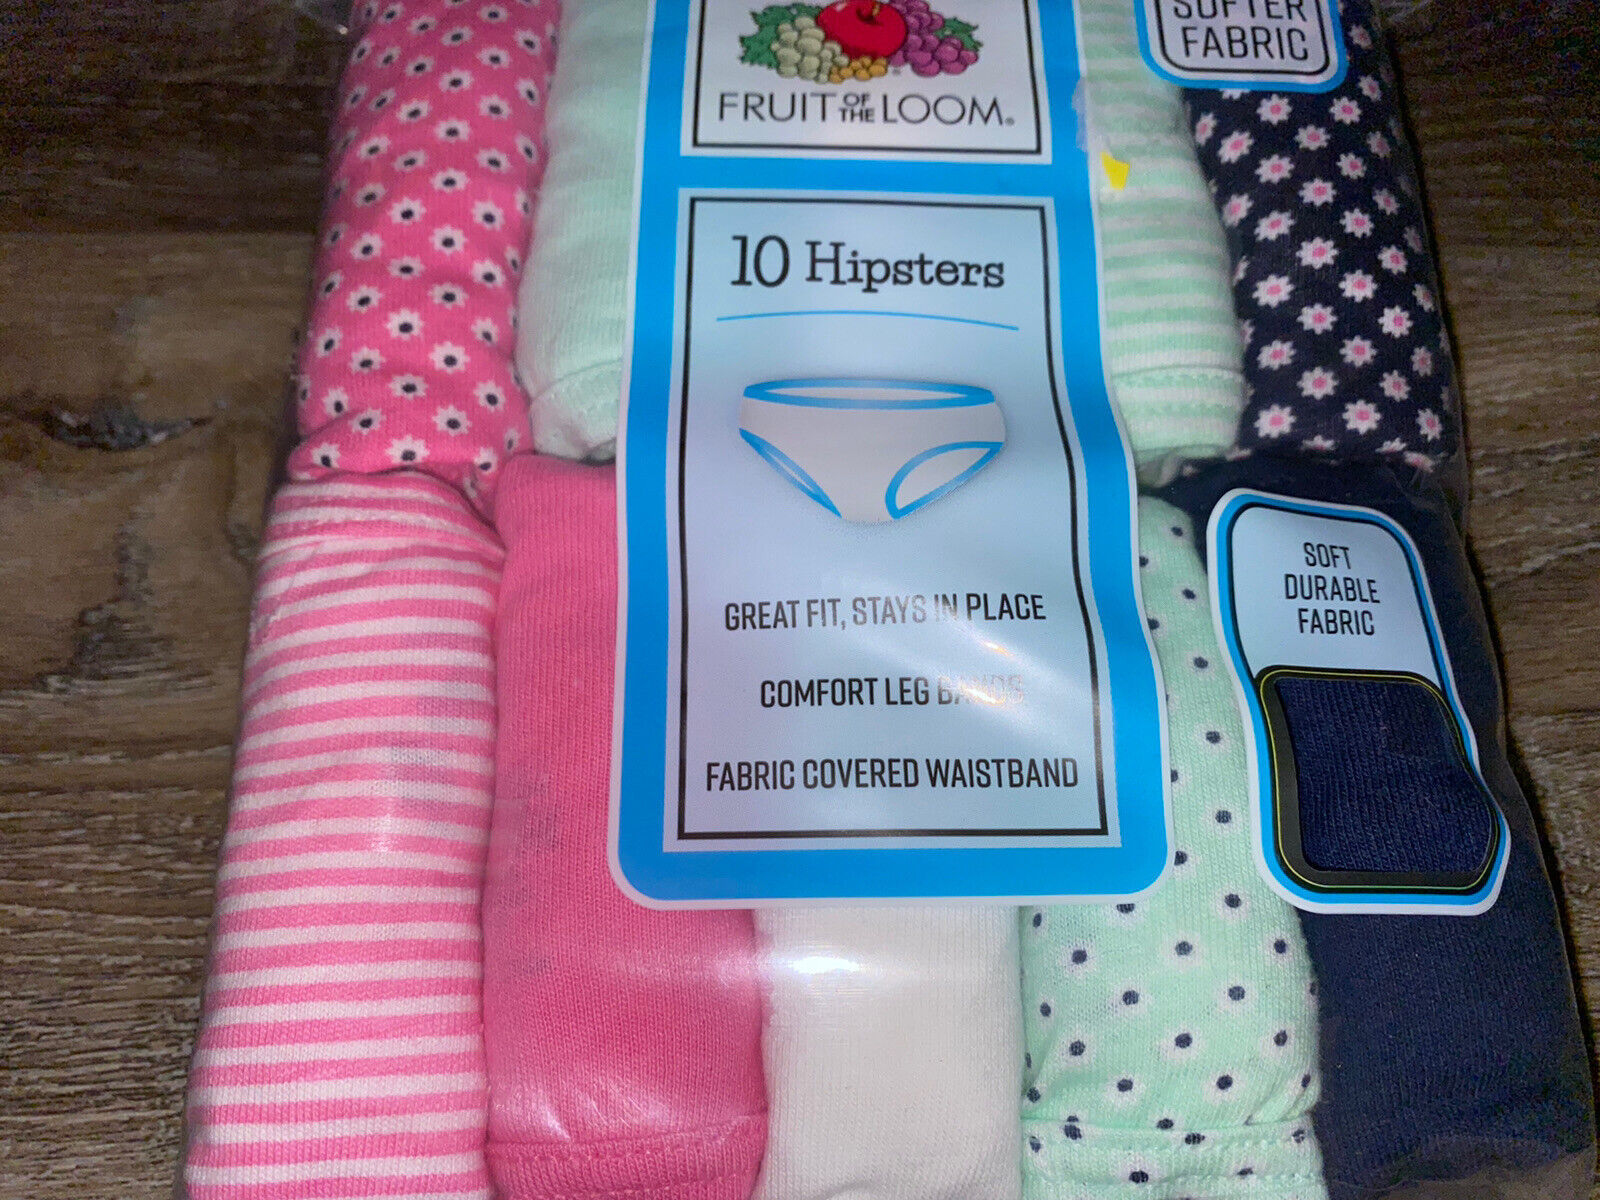 SOFTER
FABRIC
FRUIT OF THE LOOM®
10 Hipsters
GREAT FIT, STAYS IN PLACE
COMFORT LEG BANDS
FABRIC COVERED WAISTBAND
SOFT
DURABLE
FABRIC